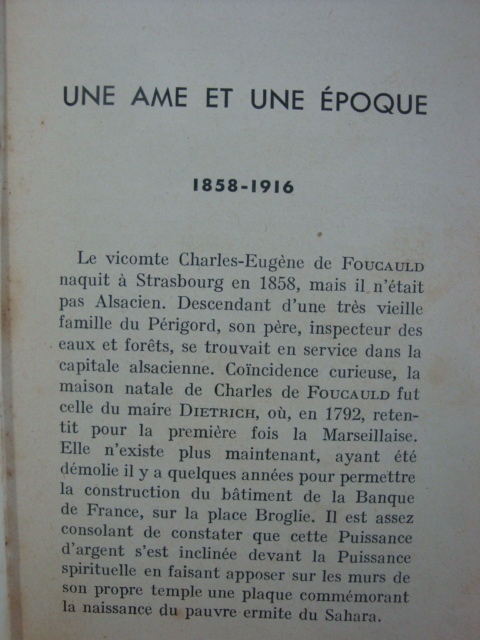 UNE AME ET UNE ÉPOQUE
1858-1916
Le vicomte Charles-Eugène de FOUCAULD
naquit à Strasbourg en 1858, mais il n'était
pas Alsacien. Descendant d'une très vieille
famille du Périgord, son père, inspecteur des
eaux et forêts, se trouvait en service dans la
capitale alsacienne. Coïncidence curieuse, la
maison natale de Charles de FOUCAULD fut
celle du maire DIETRICH, où, en 1792, reten-
tit pour la première fois la Marseillaise.
Elle n'existe plus maintenant, ayant été
démolie il y a quelques années pour permettre
la construction du bâtiment de la Banque
de France, sur la place Broglie. Il est assez
consolant de constater que cette Puissance
d'argent s'est inclinée devant la Puissance
spirituelle en faisant apposer sur les murs de
son propre temple une plaque commémorant
la naissance du pauvre ermite du Sahara.